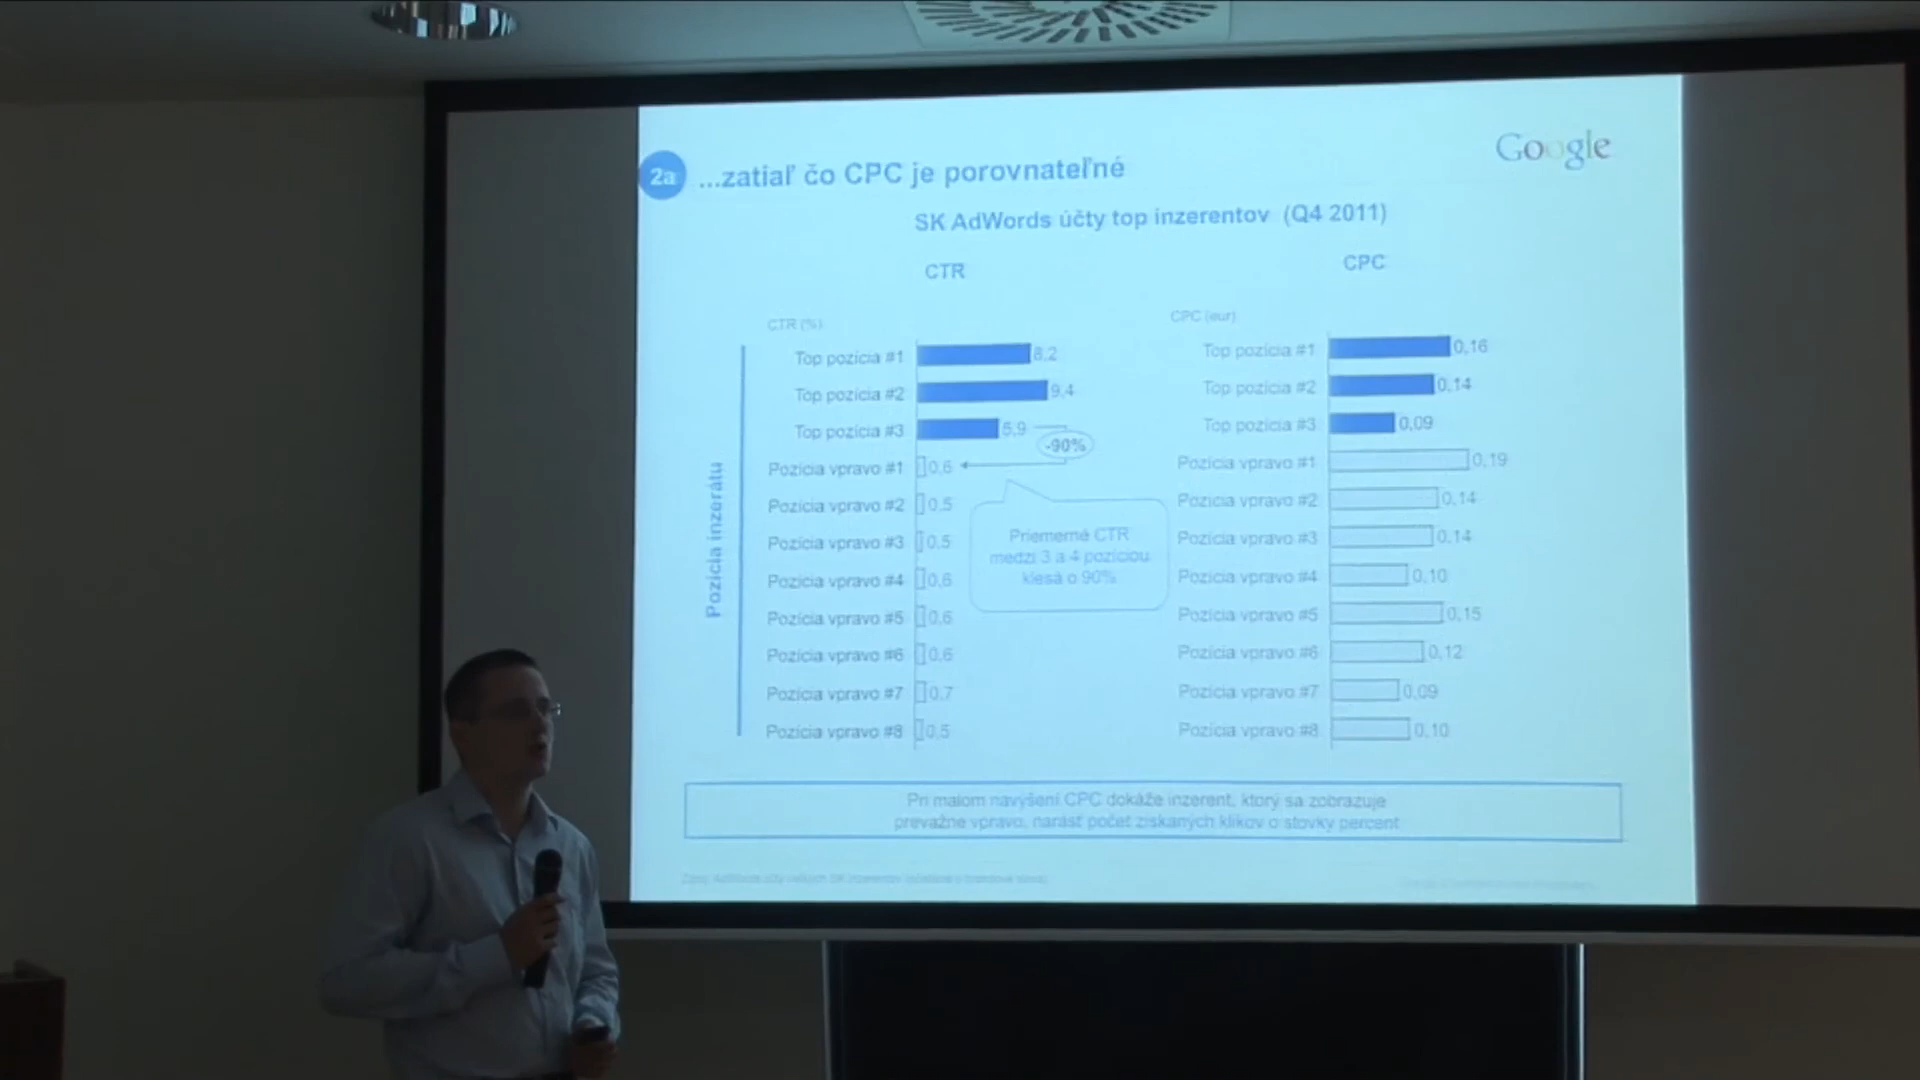 Google
2a
...zatiaľ čo CPC je porovnateľné
SK AdWords účty top inzerentov (Q4 2011)
CTR
CTR (%)
Pozícia inzerátu
Top pozícia #1 8,2
Top pozícia #2 9,4
Top pozícia #3 5,9
-90%
Pozícia vpravo #1 0,6
Pozícia vpravo #2 0,5
Pozícia vpravo #3 0,5
Pozícia vpravo #4 0,6
Pozícia vpravo #5 0,6
Pozícia vpravo #6 0,6
Pozícia vpravo #7 0,7
Pozícia vpravo #8 0,5
Priemerné CTR
medzi 3 a 4 pozíciou
klesá o 90%
CPC
CPC (eur)
Top pozícia #1 0,16
Top pozícia #2 0,14
Top pozícia #3 0,09
Pozícia vpravo #1 0,19
Pozícia vpravo #2 0,14
Pozícia vpravo #3 0,14
Pozícia vpravo #4 0,10
Pozícia vpravo #5 0,15
Pozícia vpravo #6 0,12
Pozícia vpravo #7 0,09
Pozícia vpravo #8 0,10
Pri malom navýšení CPC dokáže inzerent, ktorý sa zobrazuje
prevažne vpravo, narásť počet získaných klikov o stovky percent